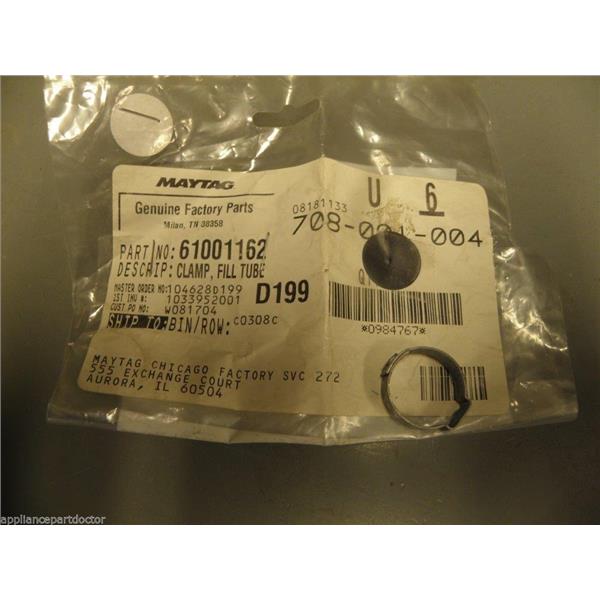 MAYTAG
Genuine Factory Parts
Milan, TN 38358
08181133
U 6
708-001-004
PART NO: 61001162
DESCRIP: CLAMP, FILL TUBE
MASTER ORDER NO: 104628D199
1ST INV #: 1033952001
D199
CUST PO NO: W081704
SHIP TO: BIN/ROW: C0308C
*0984767*
MAYTAG CHICAGO FACTORY SVC 272
555 EXCHANGE COURT
AURORA, IL 60504
appliancepartdoctor